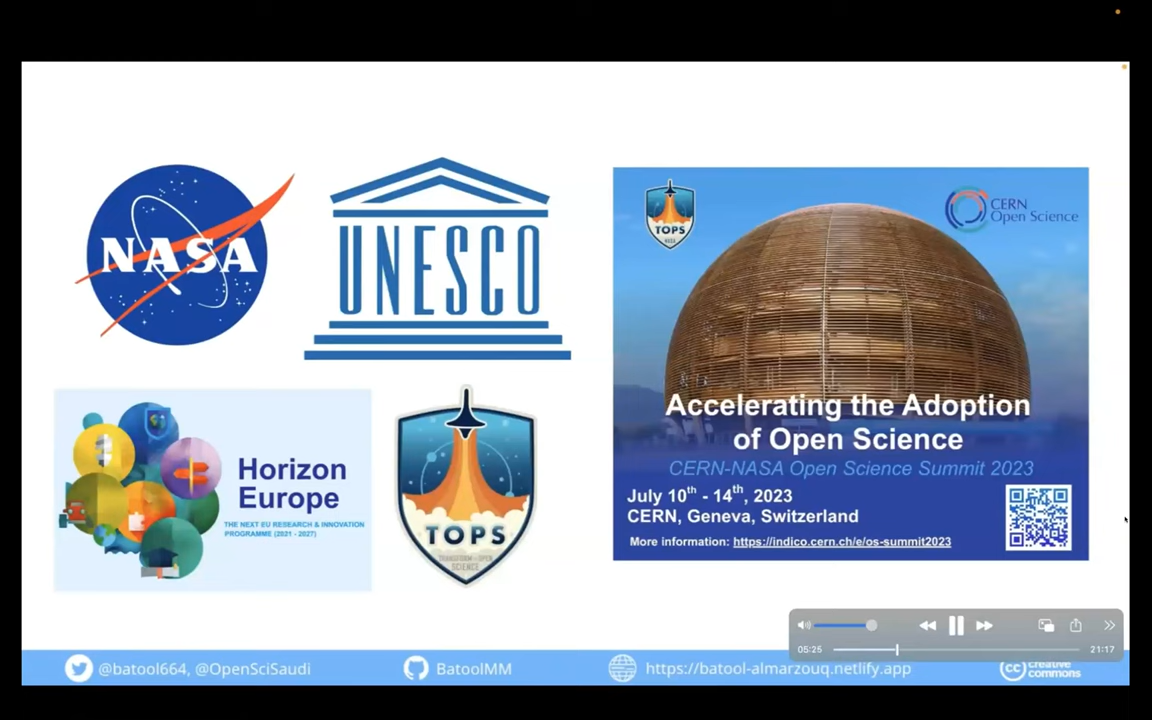 NASA
UNESCO
Horizon
Europe
THE NEXT EU RESEARCH & INNOVATION
PROGRAMME (2021 - 2027)
TOPS
TRANSFORM TO OPEN
SCIENCE
TOPS
CERN
Open Science
Accelerating the Adoption
of Open Science
CERN-NASA Open Science Summit 2023
July 10th - 14th, 2023
CERN, Geneva, Switzerland
More information: https://indico.cern.ch/e/os-summit2023
05:25
21:17
@batool664, @OpenSciSaudi
BatoolMM
https://batool-almarzouq.netlify.app
cc creative
commons